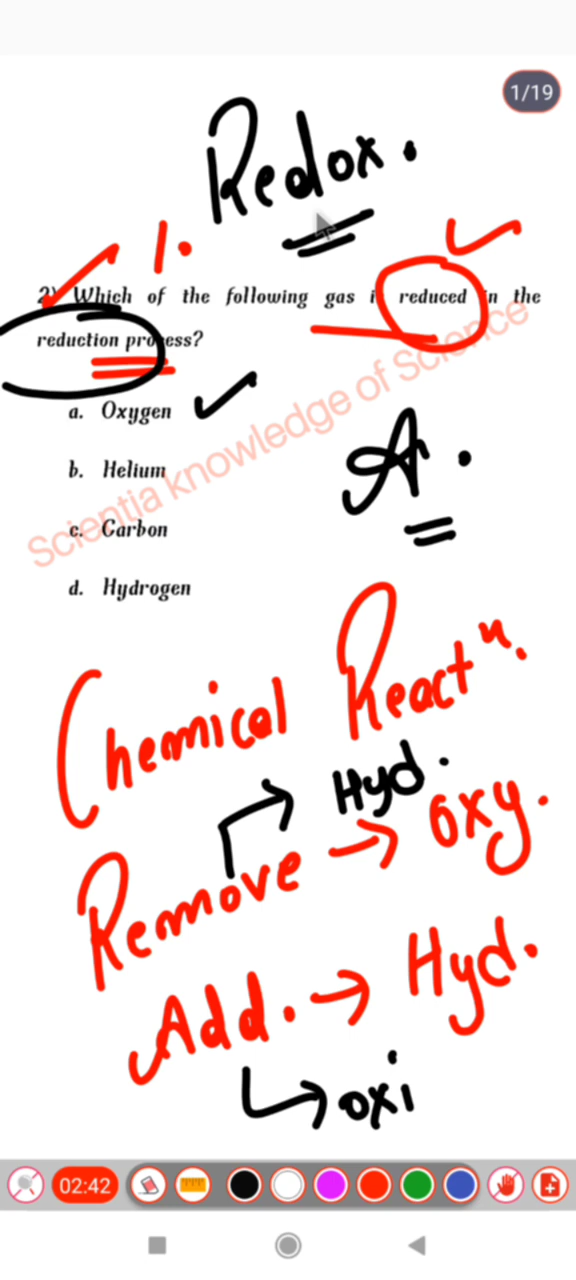 1/19
Redox.
1.
2) Which of the following gas is reduced in the
reduction process?
a. Oxygen
b. Helium
A.
c. Carbon
d. Hydrogen
Scientia knowledge of Science
Chemical Reactn.
Hyd.
Remove → oxy.
Add. → Hyd.
↳ oxi
02:42